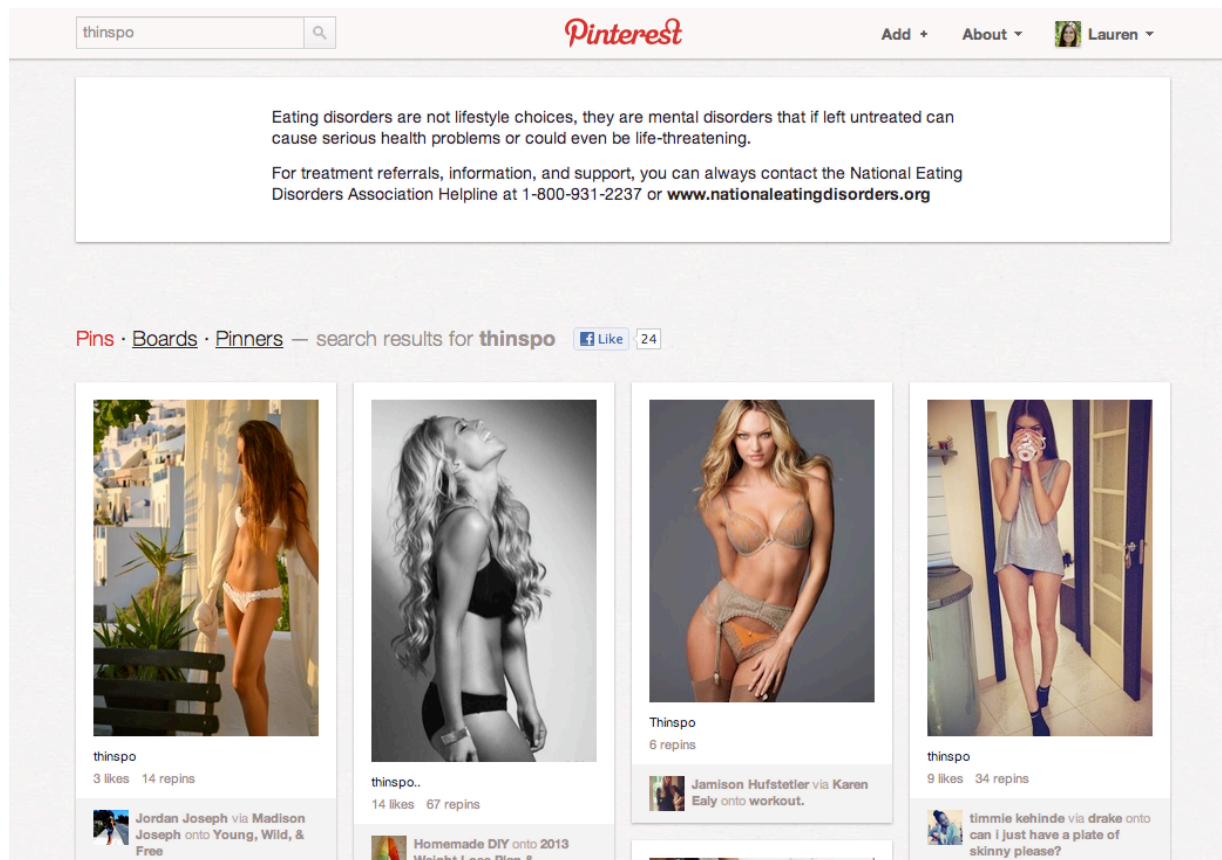 thinspo
Pinterest
Add +
About
Lauren
Eating disorders are not lifestyle choices, they are mental disorders that if left untreated can
cause serious health problems or could even be life-threatening.
For treatment referrals, information, and support, you can always contact the National Eating
Disorders Association Helpline at 1-800-931-2237 or www.nationaleatingdisorders.org
Pins · Boards · Pinners — search results for thinspo
Like 24
thinspo
3 likes 14 repins
Jordan Joseph via Madison
Joseph onto Young, Wild, &
Free
thinspo..
14 likes 67 repins
Homemade DIY onto 2013
Weight Loss Plan &
Thinspo
6 repins
Jamison Hufstetler via Karen
Ealy onto workout.
thinspo
9 likes 34 repins
timmie kehinde via drake onto
can i just have a plate of
skinny please?